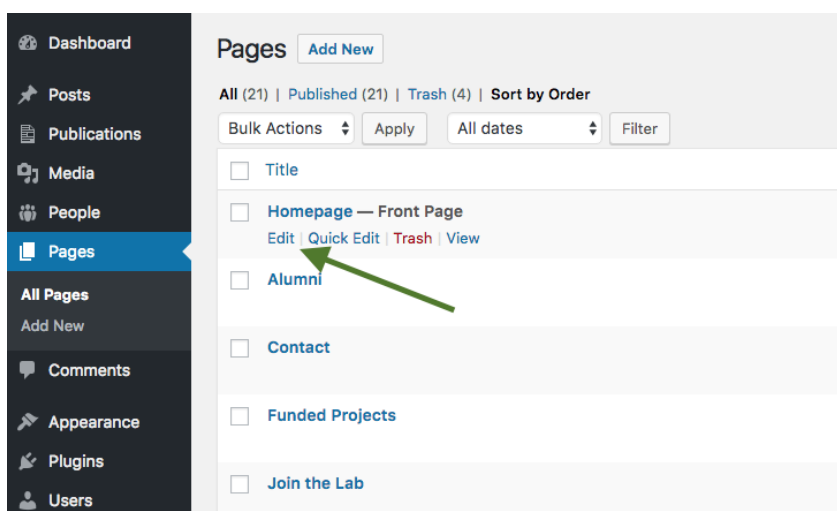 Dashboard
Posts
Publications
Media
People
Pages
All Pages
Add New
Comments
Appearance
Plugins
Users
Pages Add New
All (21) | Published (21) | Trash (4) | Sort by Order
Bulk Actions Apply All dates Filter
Title
Homepage — Front Page
Edit | Quick Edit | Trash | View
Alumni
Contact
Funded Projects
Join the Lab